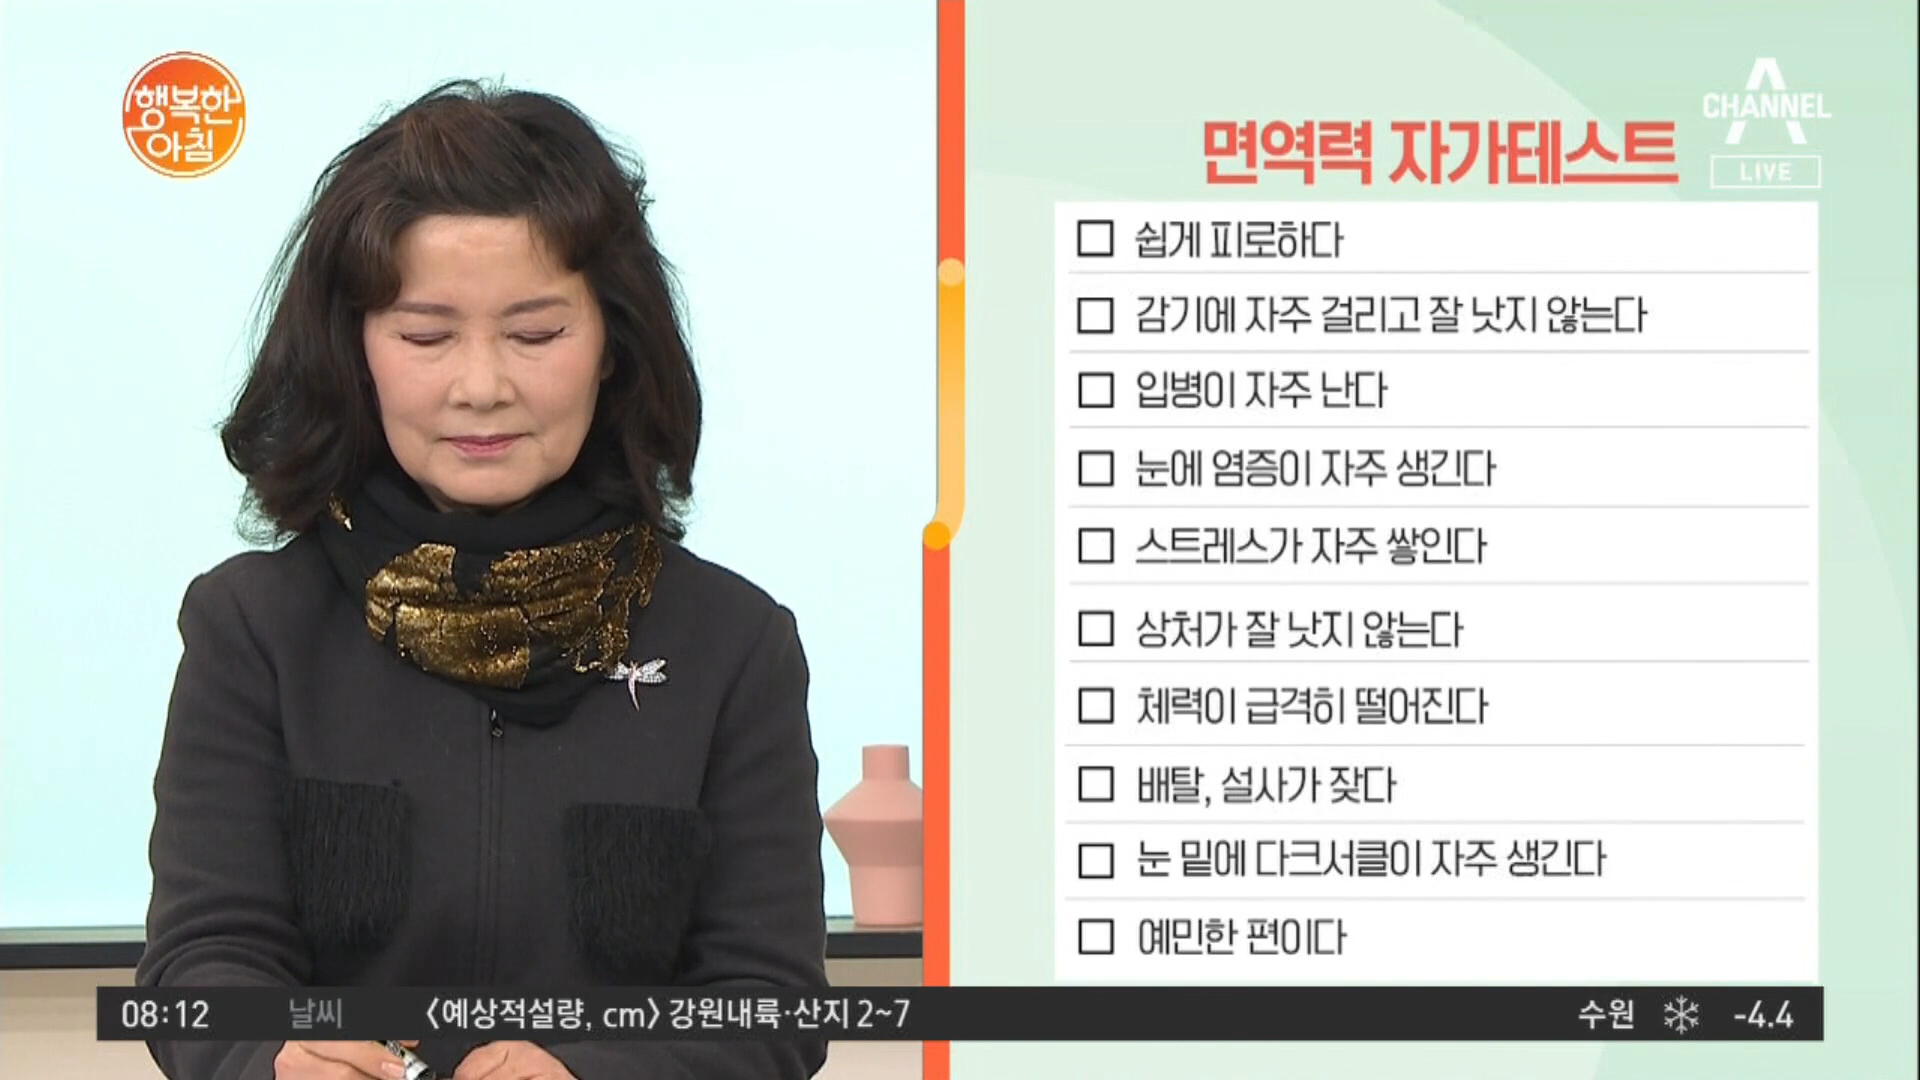 행복한
아침
CHANNEL A
LIVE
면역력 자가테스트
쉽게 피로하다
감기에 자주 걸리고 잘 낫지 않는다
입병이 자주 난다
눈에 염증이 자주 생긴다
스트레스가 자주 쌓인다
상처가 잘 낫지 않는다
체력이 급격히 떨어진다
배탈, 설사가 잦다
눈 밑에 다크서클이 자주 생긴다
예민한 편이다
08:12 날씨 〈예상적설량, cm〉 강원내륙·산지 2~7 수원 -4.4